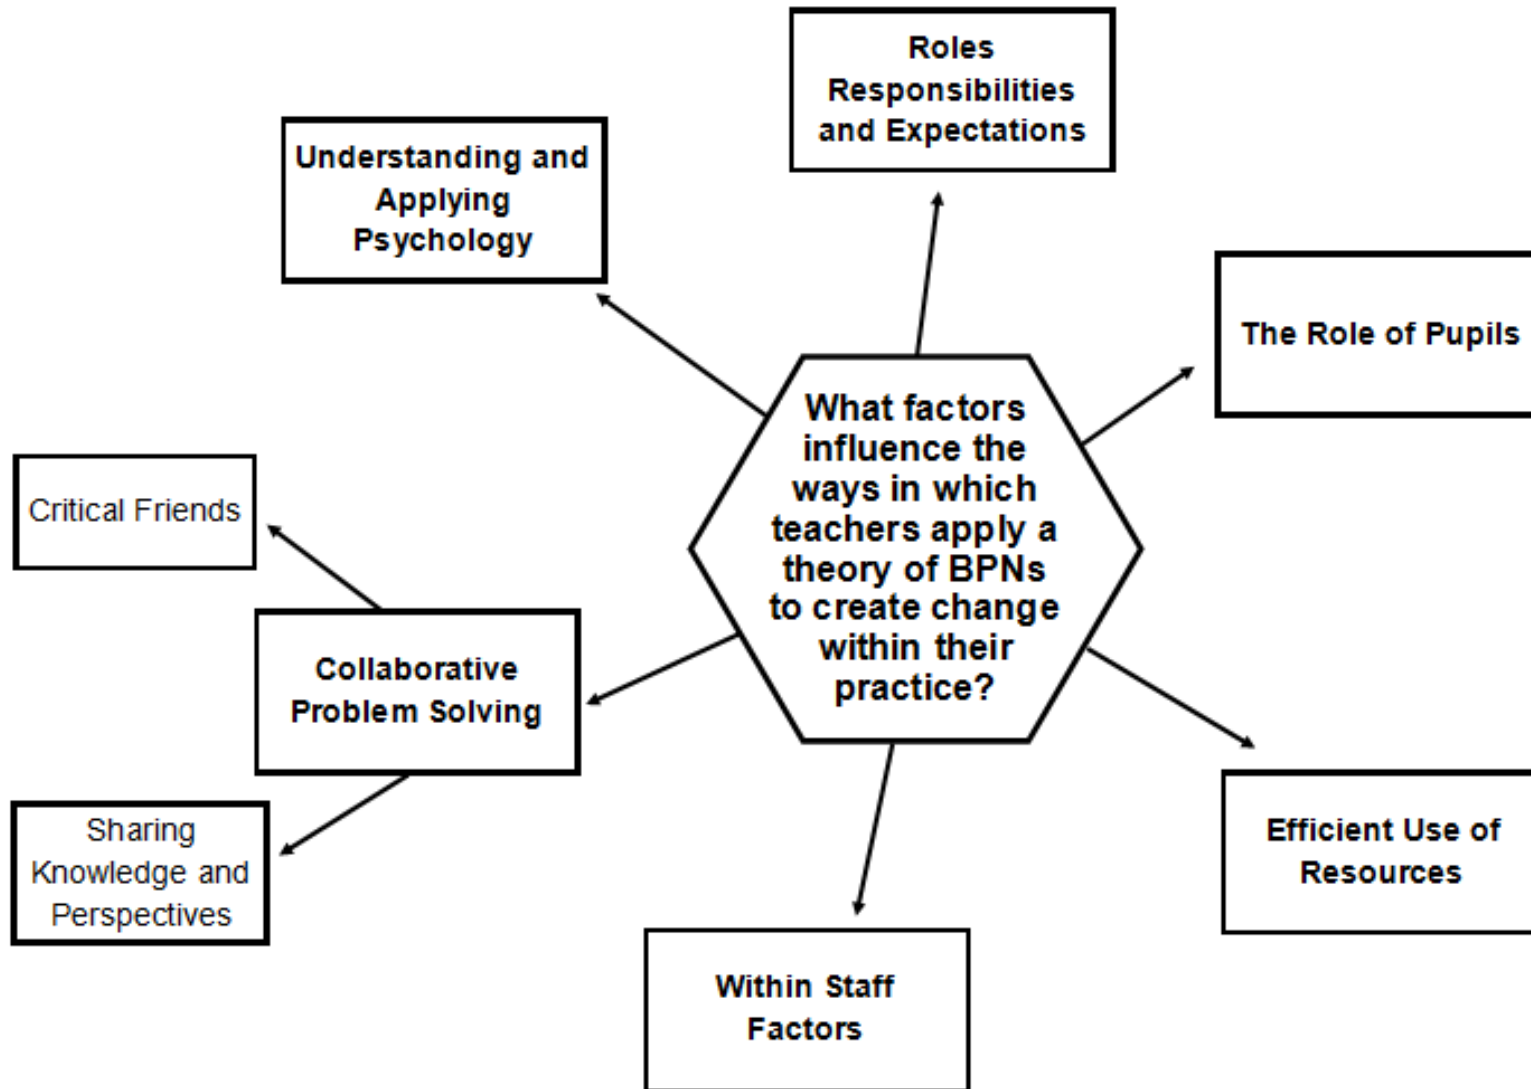 Roles
Responsibilities
and Expectations
Understanding and
Applying
Psychology
The Role of Pupils
What factors
influence the
ways in which
teachers apply a
theory of BPNs
to create change
within their
practice?
Critical Friends
Collaborative
Problem Solving
Sharing
Knowledge and
Perspectives
Efficient Use of
Resources
Within Staff
Factors